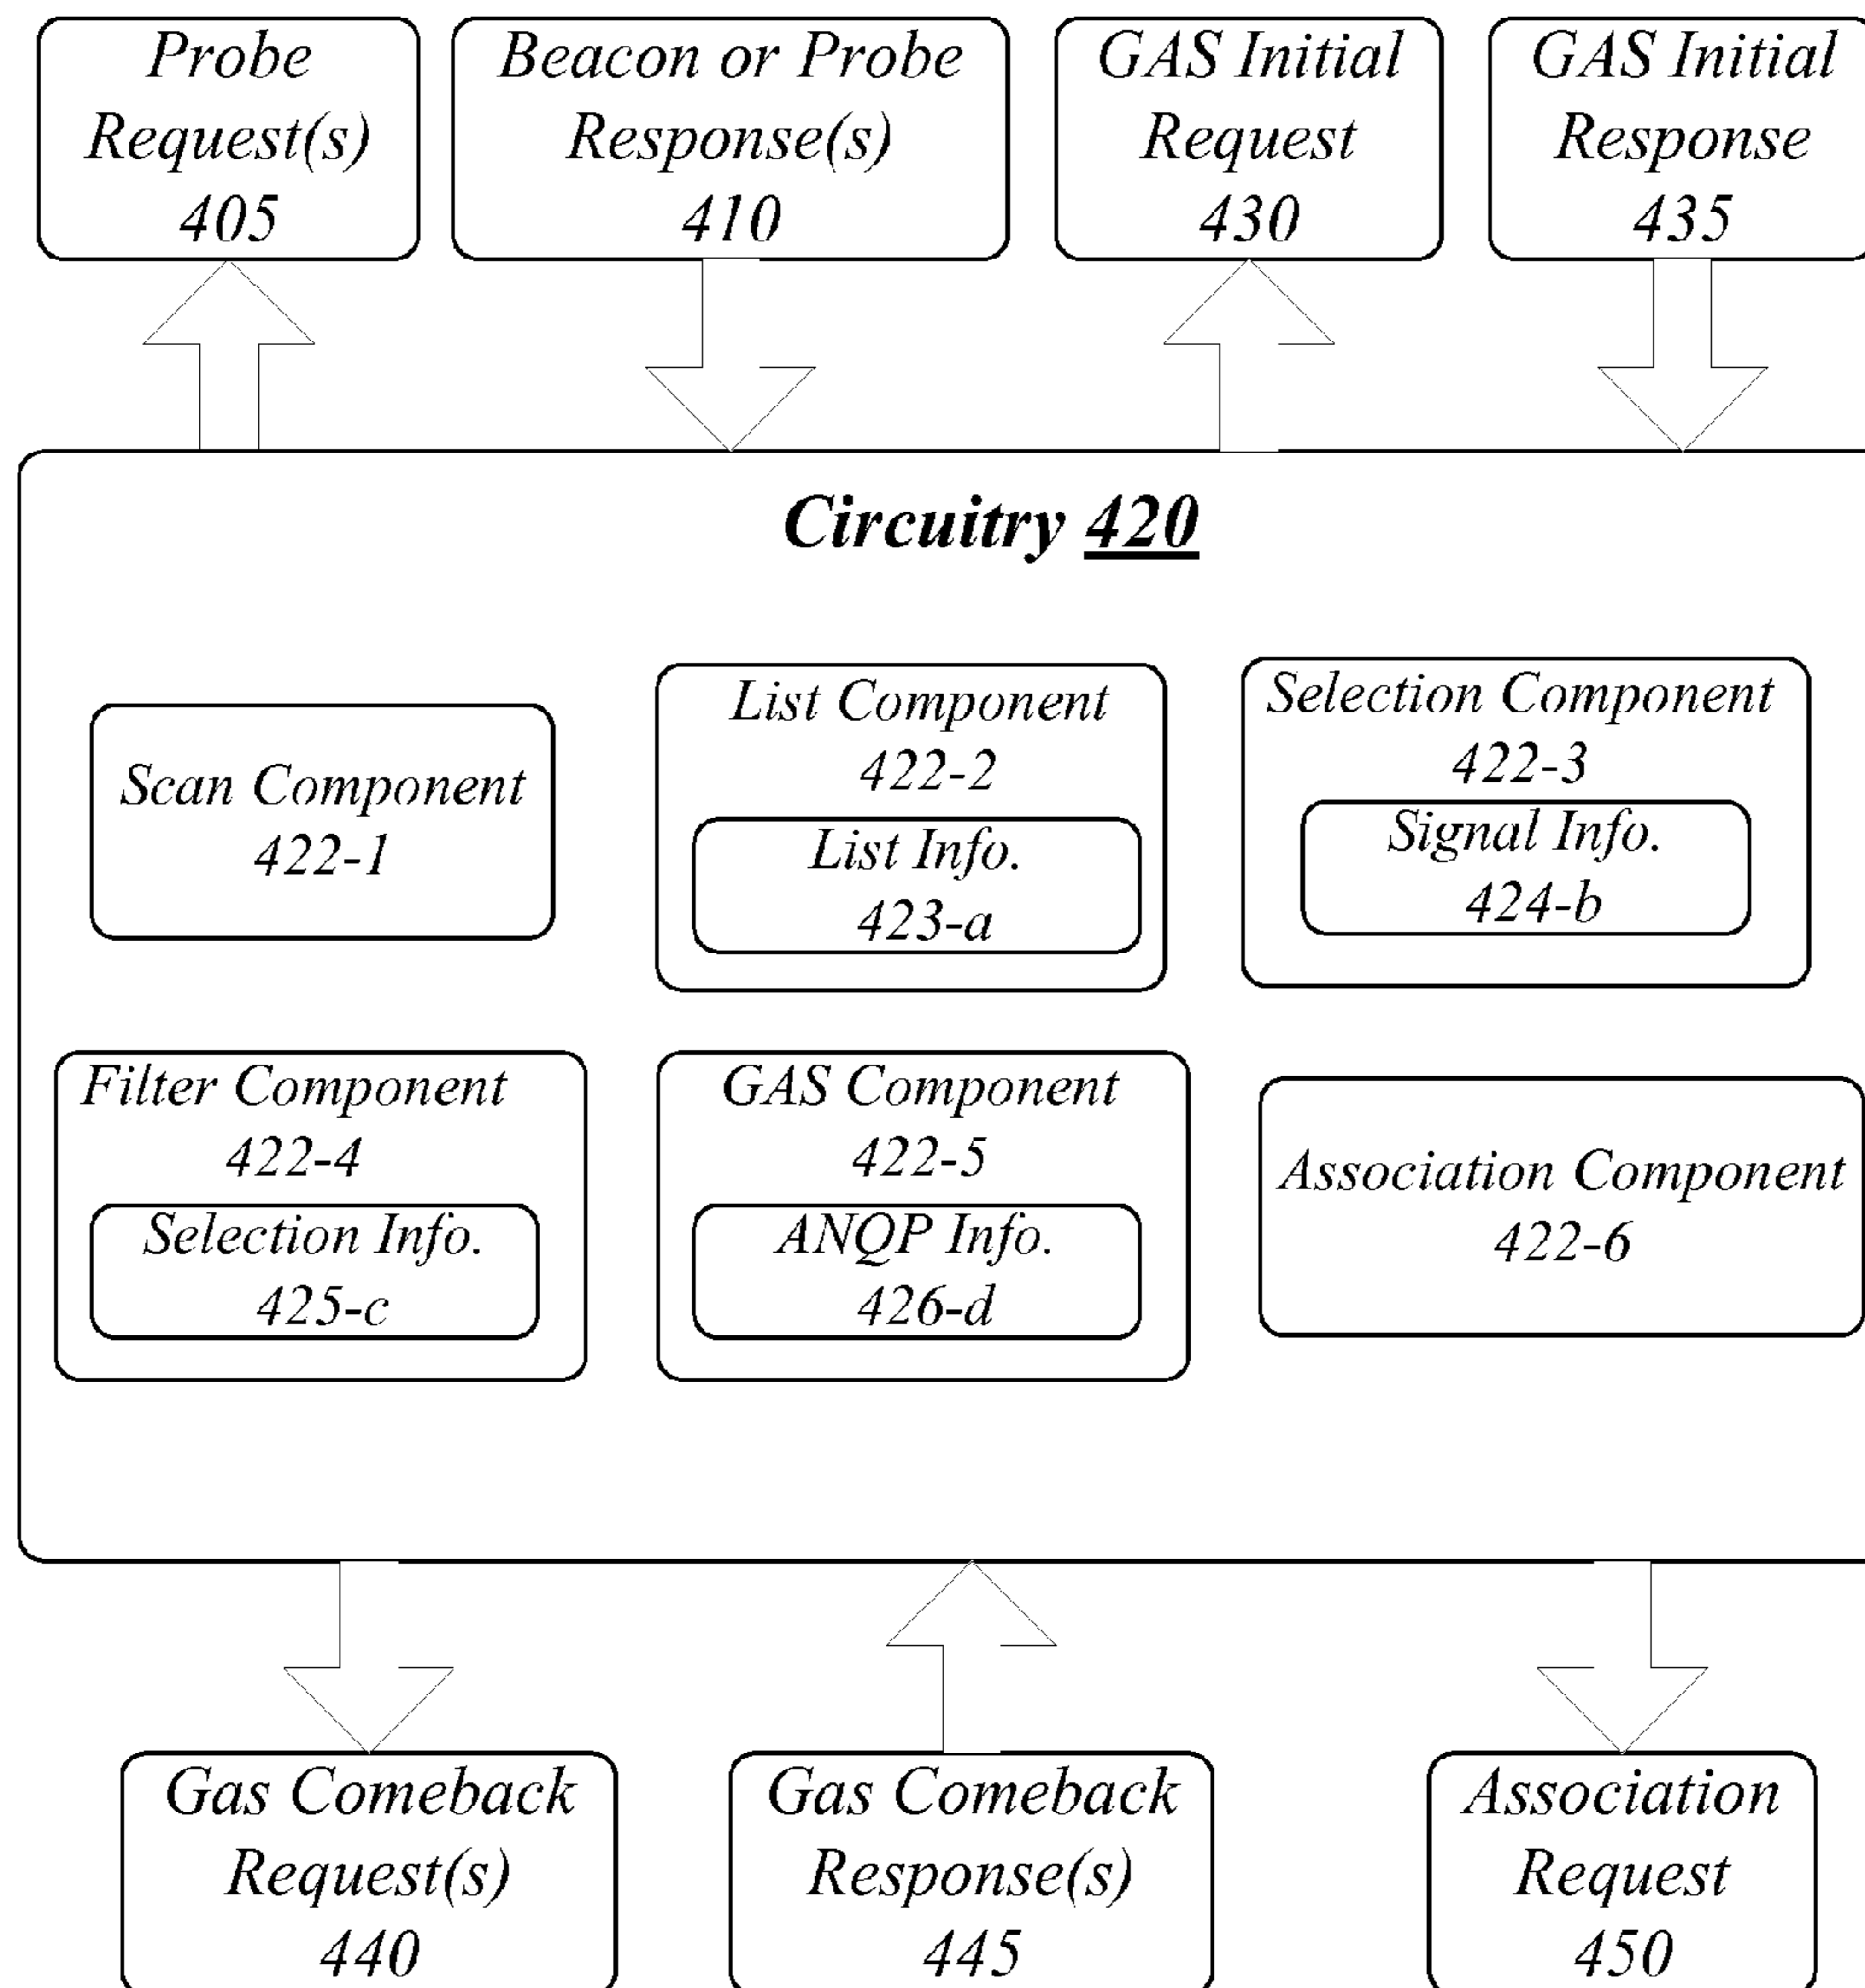 Probe
Request(s)
405
Beacon or Probe
Response(s)
410
GAS Initial
Request
430
GAS Initial
Response
435
Circuitry 420
Scan Component
422-1
List Component
422-2
List Info.
423-a
Selection Component
422-3
Signal Info.
424-b
Filter Component
422-4
Selection Info.
425-c
GAS Component
422-5
ANQP Info.
426-d
Association Component
422-6
Gas Comeback
Request(s)
440
Gas Comeback
Response(s)
445
Association
Request
450